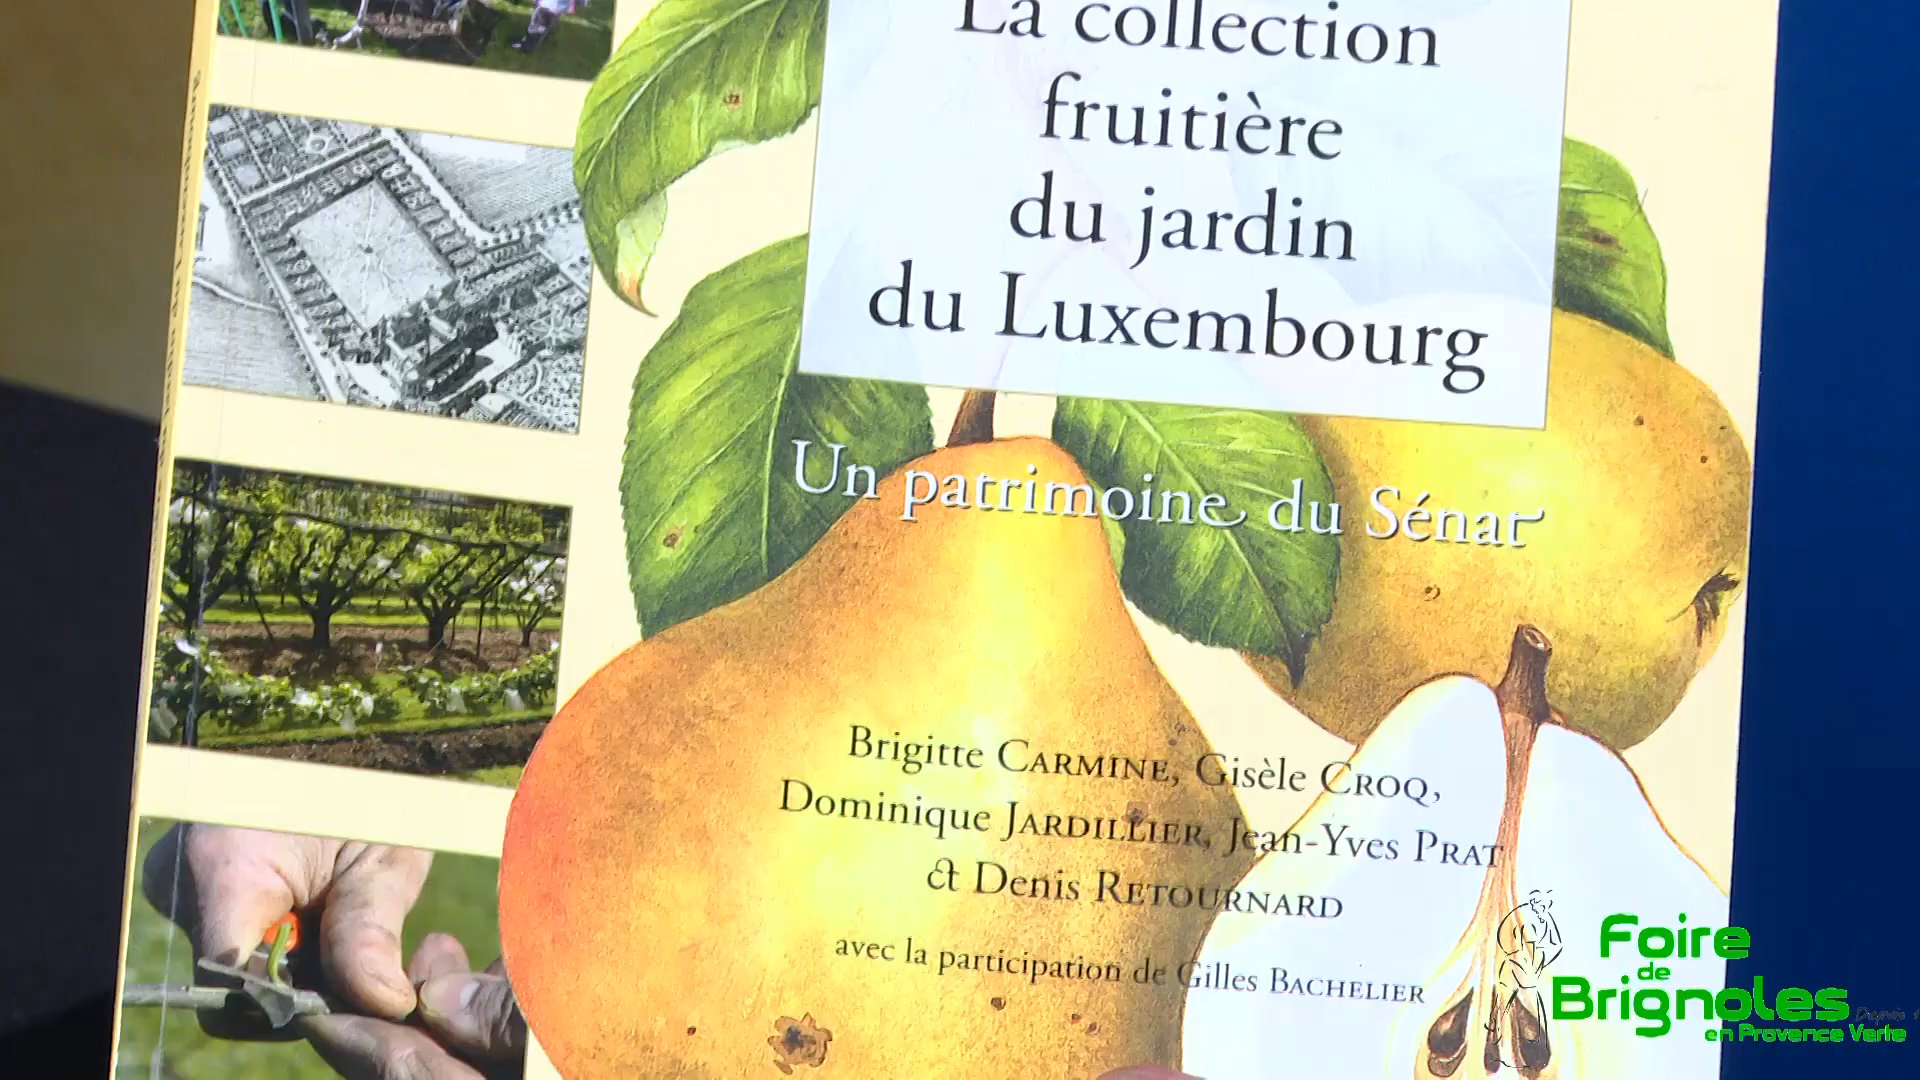 La collection
fruitière
du jardin
du Luxembourg
Un patrimoine du Sénat
Brigitte CARMINE, Gisèle CROQ,
Dominique JARDILLIER, Jean-Yves PRAT
& Denis RETOURNARD
avec la participation de Gilles BACHELIER
Foire
de
Brignoles
Depuis
en Provence Verte